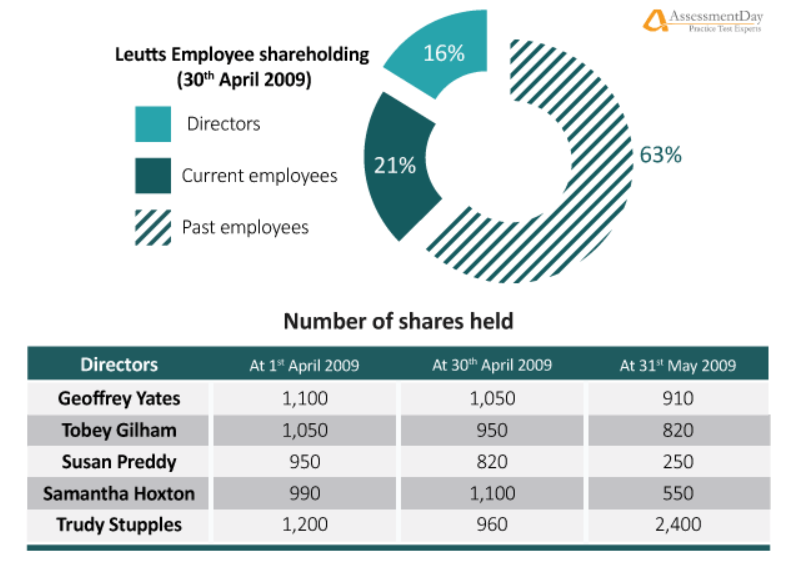 AssessmentDay
Practice Test Experts
Leutts Employee shareholding
(30th April 2009)
Directors
Current employees
Past employees
16%
21%
63%
Number of shares held
Directors At 1st April 2009 At 30th April 2009 At 31st May 2009
Geoffrey Yates 1,100 1,050 910
Tobey Gilham 1,050 950 820
Susan Preddy 950 820 250
Samantha Hoxton 990 1,100 550
Trudy Stupples 1,200 960 2,400